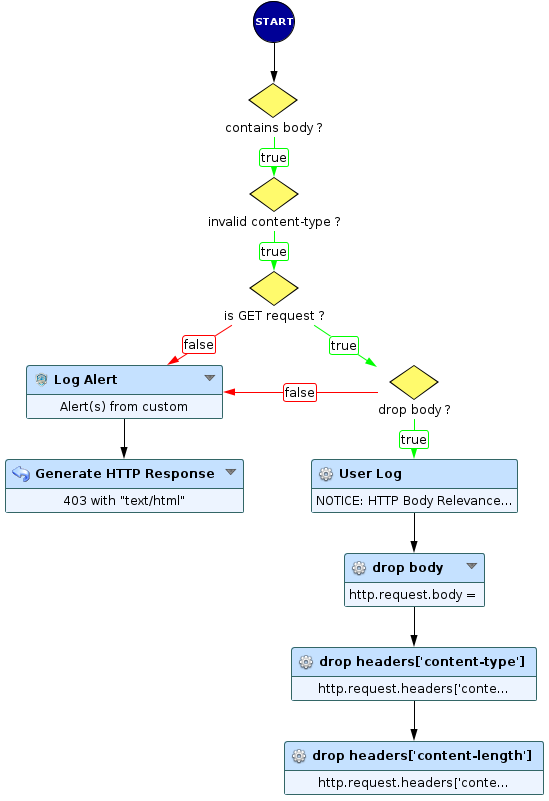 START
contains body ?
true
invalid content-type ?
true
is GET request ?
false
true
Log Alert
Alert(s) from custom
false
drop body ?
true
Generate HTTP Response
403 with "text/html"
User Log
NOTICE: HTTP Body Relevance...
drop body
http.request.body =
drop headers['content-type']
http.request.headers['conte...
drop headers['content-length']
http.request.headers['conte...